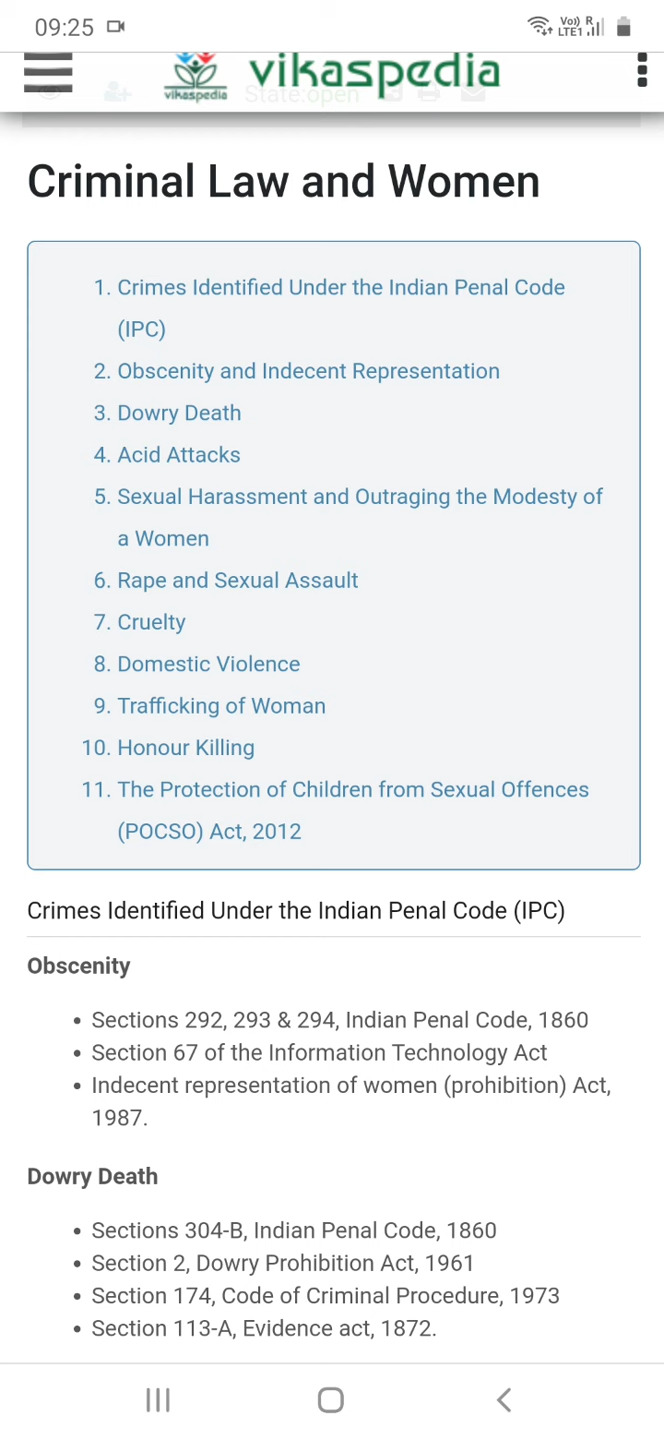 09:25
Vo)) R
LTE1
vikaspedia
vikaspedia
State:open
Criminal Law and Women
1. Crimes Identified Under the Indian Penal Code
(IPC)
2. Obscenity and Indecent Representation
3. Dowry Death
4. Acid Attacks
5. Sexual Harassment and Outraging the Modesty of
a Women
6. Rape and Sexual Assault
7. Cruelty
8. Domestic Violence
9. Trafficking of Woman
10. Honour Killing
11. The Protection of Children from Sexual Offences
(POCSO) Act, 2012
Crimes Identified Under the Indian Penal Code (IPC)
Obscenity
• Sections 292, 293 & 294, Indian Penal Code, 1860
• Section 67 of the Information Technology Act
• Indecent representation of women (prohibition) Act,
1987.
Dowry Death
• Sections 304-B, Indian Penal Code, 1860
• Section 2, Dowry Prohibition Act, 1961
• Section 174, Code of Criminal Procedure, 1973
• Section 113-A, Evidence act, 1872.